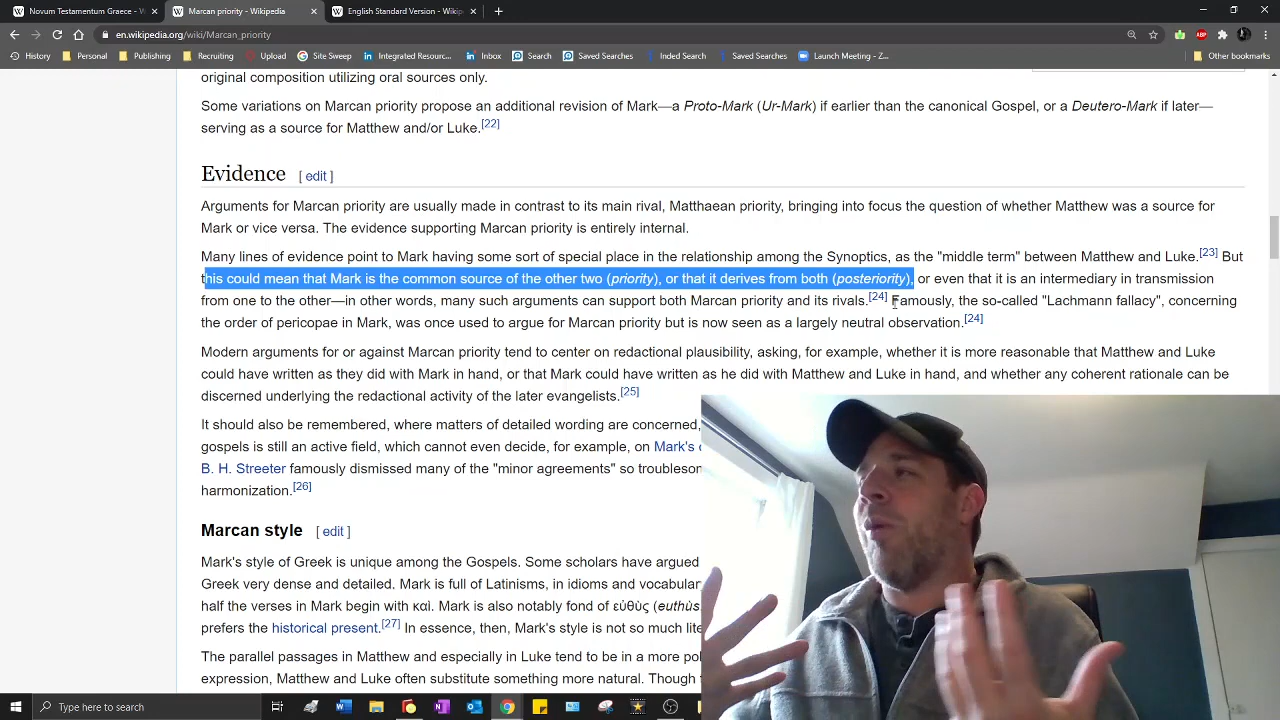 Novum Testamentum Graece - W
Marcan priority - Wikipedia
English Standard Version - Wikip
en.wikipedia.org/wiki/Marcan_priority
History Personal Publishing Recruiting Upload Site Sweep Integrated Resourc... Inbox Search Saved Searches Indeed Search Saved Searches Launch Meeting - Z... Other bookmarks
original composition utilizing oral sources only.
Some variations on Marcan priority propose an additional revision of Mark—a Proto-Mark (Ur-Mark) if earlier than the canonical Gospel, or a Deutero-Mark if later—
serving as a source for Matthew and/or Luke.[22]
Evidence [ edit ]
Arguments for Marcan priority are usually made in contrast to its main rival, Matthaean priority, bringing into focus the question of whether Matthew was a source for
Mark or vice versa. The evidence supporting Marcan priority is entirely internal.
Many lines of evidence point to Mark having some sort of special place in the relationship among the Synoptics, as the "middle term" between Matthew and Luke.[23] But
this could mean that Mark is the common source of the other two (priority), or that it derives from both (posteriority), or even that it is an intermediary in transmission
from one to the other—in other words, many such arguments can support both Marcan priority and its rivals.[24] Famously, the so-called "Lachmann fallacy", concerning
the order of pericopae in Mark, was once used to argue for Marcan priority but is now seen as a largely neutral observation.[24]
Modern arguments for or against Marcan priority tend to center on redactional plausibility, asking, for example, whether it is more reasonable that Matthew and Luke
could have written as they did with Mark in hand, or that Mark could have written as he did with Matthew and Luke in hand, and whether any coherent rationale can be
discerned underlying the redactional activity of the later evangelists.[25]
It should also be remembered, where matters of detailed wording are concerned,
gospels is still an active field, which cannot even decide, for example, on Mark's
B. H. Streeter famously dismissed many of the "minor agreements" so troublesom
harmonization.[26]
Marcan style [ edit ]
Mark's style of Greek is unique among the Gospels. Some scholars have argued
Greek very dense and detailed. Mark is full of Latinisms, in idioms and vocabular
half the verses in Mark begin with καὶ. Mark is also notably fond of εὐθὺς (euthùs
prefers the historical present.[27] In essence, then, Mark's style is not so much lite
The parallel passages in Matthew and especially in Luke tend to be in a more pol
expression, Matthew and Luke often substitute something more natural. Though
Type here to search